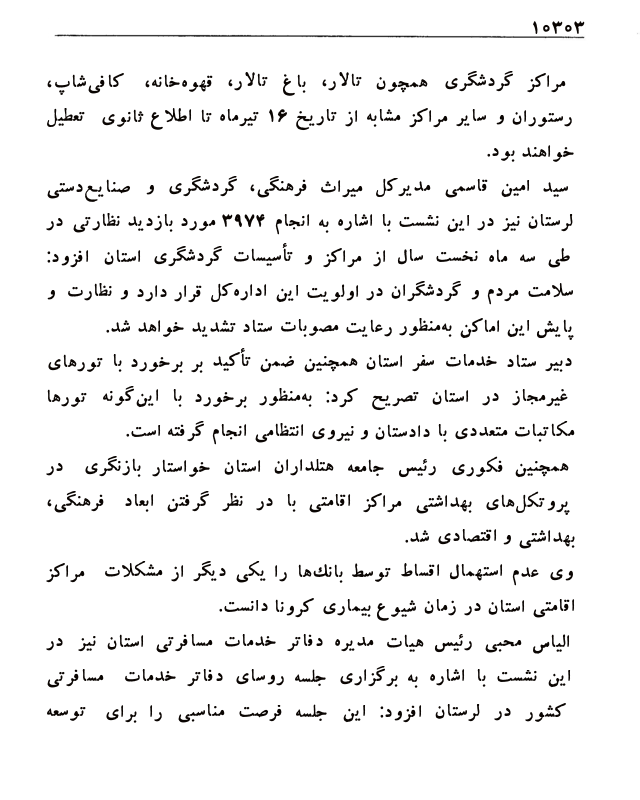 ۱۰۳۰۳
مراکز گردشگری همچون تالار، باغ تالار، قهوه‌خانه، کافی‌شاپ،
رستوران و سایر مراکز مشابه از تاریخ ۱۶ تیرماه تا اطلاع ثانوی تعطیل
خواهند بود.
سید امین قاسمی مدیرکل میراث فرهنگی، گردشگری و صنایع‌دستی
لرستان نیز در این نشست با اشاره به انجام ۳۹۷۴ مورد بازدید نظارتی در
طی سه ماه نخست سال از مراکز و تأسیسات گردشگری استان افزود:
سلامت مردم و گردشگران در اولویت این اداره‌کل قرار دارد و نظارت و
پایش این اماکن به‌منظور رعایت مصوبات ستاد تشدید خواهد شد.
دبیر ستاد خدمات سفر استان همچنین ضمن تأکید بر برخورد با تورهای
غیرمجاز در استان تصریح کرد: به‌منظور برخورد با این‌گونه تورها
مکاتبات متعددی با دادستان و نیروی انتظامی انجام گرفته است.
همچنین فکوری رئیس جامعه هتلداران استان خواستار بازنگری در
پروتکل‌های بهداشتی مراکز اقامتی با در نظر گرفتن ابعاد فرهنگی،
بهداشتی و اقتصادی شد.
وی عدم استهمال اقساط توسط بانك‌ها را یکی دیگر از مشکلات مراکز
اقامتی استان در زمان شیوع بیماری کرونا دانست.
الیاس محبی رئیس هیات مدیره دفاتر خدمات مسافرتی استان نیز در
این نشست با اشاره به برگزاری جلسه روسای دفاتر خدمات مسافرتی
کشور در لرستان افزود: این جلسه فرصت مناسبی را برای توسعه